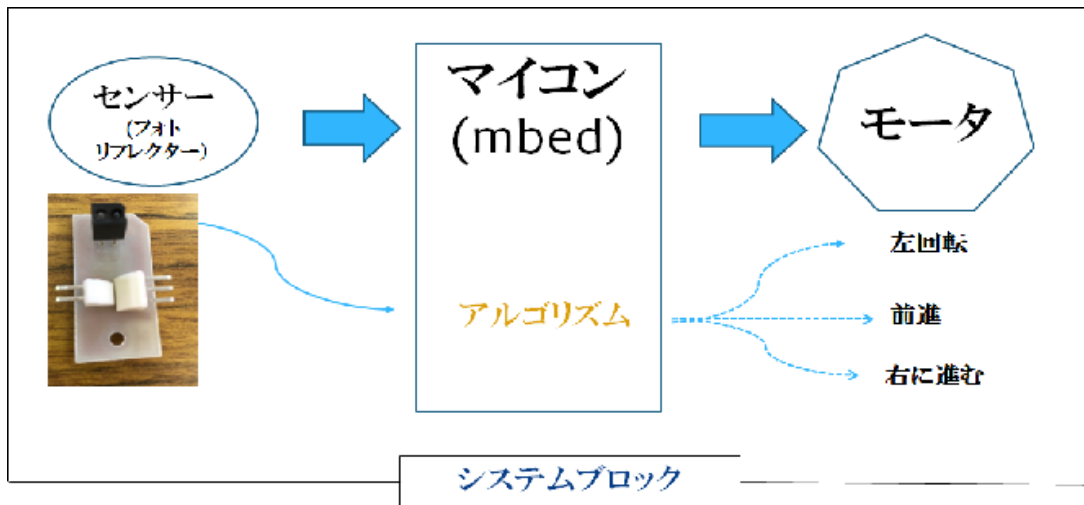 センサー
(フォト
リフレクター)
マイコン
(mbed)
モータ
アルゴリズム
左回転
前進
右に進む
システムブロック